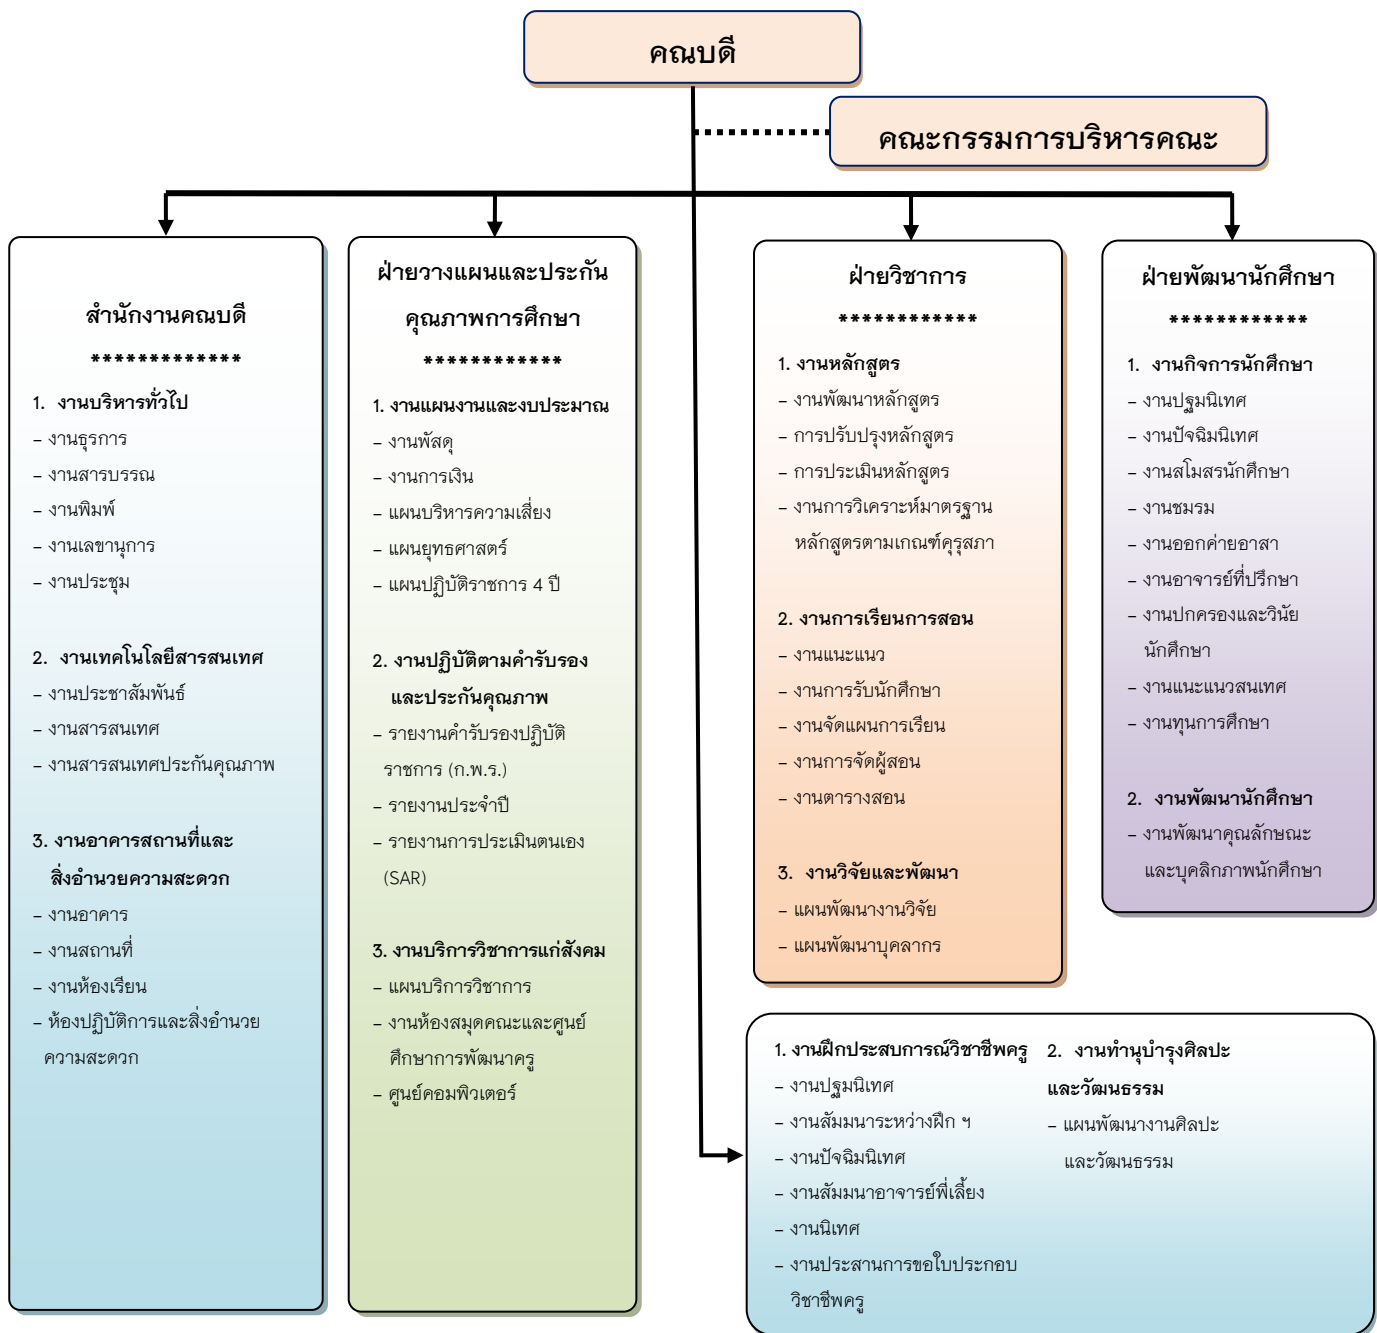 คณบดี
คณะกรรมการบริหารคณะ
สำนักงานคณบดี
*************
1. งานบริหารทั่วไป
– งานธุรการ
– งานสารบรรณ
– งานพิมพ์
– งานเลขานุการ
– งานประชุม
2. งานเทคโนโลยีสารสนเทศ
– งานประชาสัมพันธ์
– งานสารสนเทศ
– งานสารสนเทศประกันคุณภาพ
3. งานอาคารสถานที่และ
สิ่งอำนวยความสะดวก
– งานอาคาร
– งานสถานที่
– งานห้องเรียน
– ห้องปฏิบัติการและสิ่งอำนวย
ความสะดวก
ฝ่ายวางแผนและประกัน
คุณภาพการศึกษา
************
1. งานแผนงานและงบประมาณ
– งานพัสดุ
– งานการเงิน
– แผนบริหารความเสี่ยง
– แผนยุทธศาสตร์
– แผนปฏิบัติราชการ 4 ปี
2. งานปฏิบัติตามคำรับรอง
และประกันคุณภาพ
– รายงานคำรับรองปฏิบัติ
ราชการ (ก.พ.ร.)
– รายงานประจำปี
– รายงานการประเมินตนเอง
(SAR)
3. งานบริการวิชาการแก่สังคม
– แผนบริการวิชาการ
– งานห้องสมุดคณะและศูนย์
ศึกษาการพัฒนาครู
– ศูนย์คอมพิวเตอร์
ฝ่ายวิชาการ
************
1. งานหลักสูตร
– งานพัฒนาหลักสูตร
– การปรับปรุงหลักสูตร
– การประเมินหลักสูตร
– งานการวิเคราะห์มาตรฐาน
หลักสูตรตามเกณฑ์คุรุสภา
2. งานการเรียนการสอน
– งานแนะแนว
– งานการรับนักศึกษา
– งานจัดแผนการเรียน
– งานการจัดผู้สอน
– งานตารางสอน
3. งานวิจัยและพัฒนา
– แผนพัฒนางานวิจัย
– แผนพัฒนาบุคลากร
ฝ่ายพัฒนานักศึกษา
************
1. งานกิจการนักศึกษา
– งานปฐมนิเทศ
– งานปัจฉิมนิเทศ
– งานสโมสรนักศึกษา
– งานชมรม
– งานออกค่ายอาสา
– งานอาจารย์ที่ปรึกษา
– งานปกครองและวินัย
นักศึกษา
– งานแนะแนวสนเทศ
– งานทุนการศึกษา
2. งานพัฒนานักศึกษา
– งานพัฒนาคุณลักษณะ
และบุคลิกภาพนักศึกษา
1. งานฝึกประสบการณ์วิชาชีพครู
– งานปฐมนิเทศ
– งานสัมมนาระหว่างฝึก ฯ
– งานปัจฉิมนิเทศ
– งานสัมมนาอาจารย์พี่เลี้ยง
– งานนิเทศ
– งานประสานการขอใบประกอบ
วิชาชีพครู
2. งานทำนุบำรุงศิลปะ
และวัฒนธรรม
– แผนพัฒนางานศิลปะ
และวัฒนธรรม